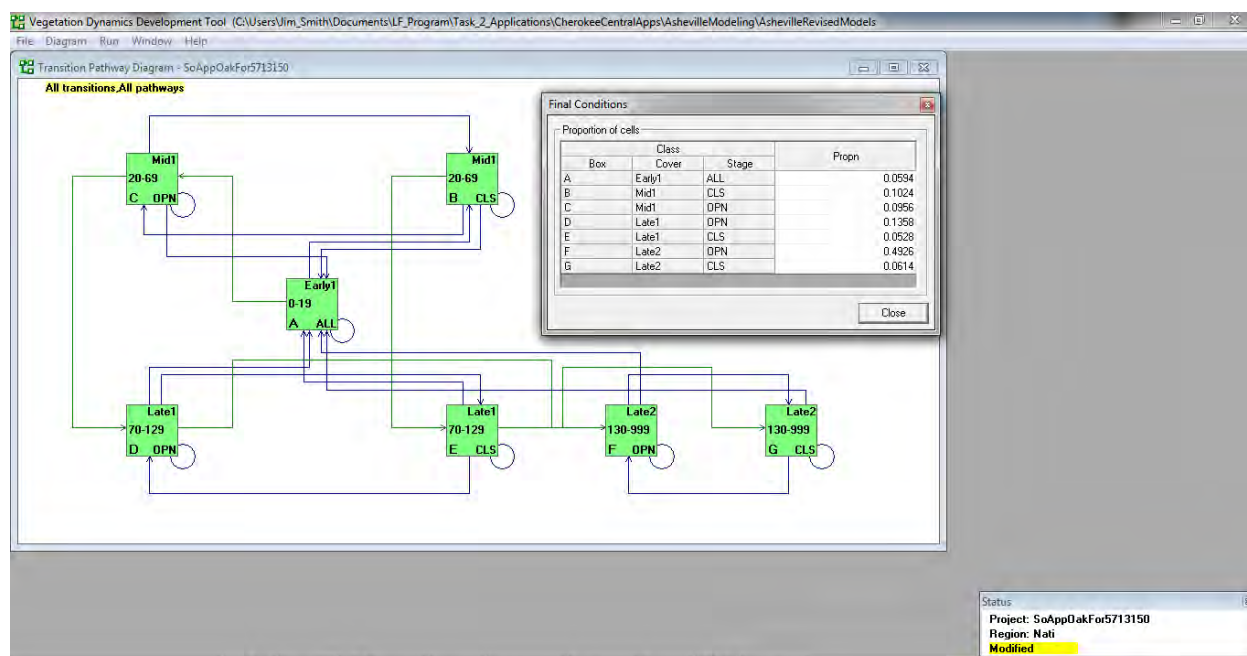 Vegetation Dynamics Development Tool (C:\Users\Jim_Smith\Documents\LF_Program\Task_2_Applications\CherokeeCentralApps\AshevilleModeling\AshevilleRevisedModels
File Diagram Run Window Help
Transition Pathway Diagram - SoAppOakFor5713150
All transitions,All pathways
Final Conditions
Proportion of cells
Class
Box Cover Stage Propn
A Early1 ALL 0.0594
B Mid1 CLS 0.1024
C Mid1 OPN 0.0956
D Late1 OPN 0.1358
E Late1 CLS 0.0528
F Late2 OPN 0.4926
G Late2 CLS 0.0614
Close
Mid1
20-69
C OPN
Mid1
20-69
B CLS
Early1
0-19
A ALL
Late1
70-129
D OPN
Late1
70-129
E CLS
Late2
130-999
F OPN
Late2
130-999
G CLS
Status
Project: SoAppOakFor5713150
Region: Nati
Modified